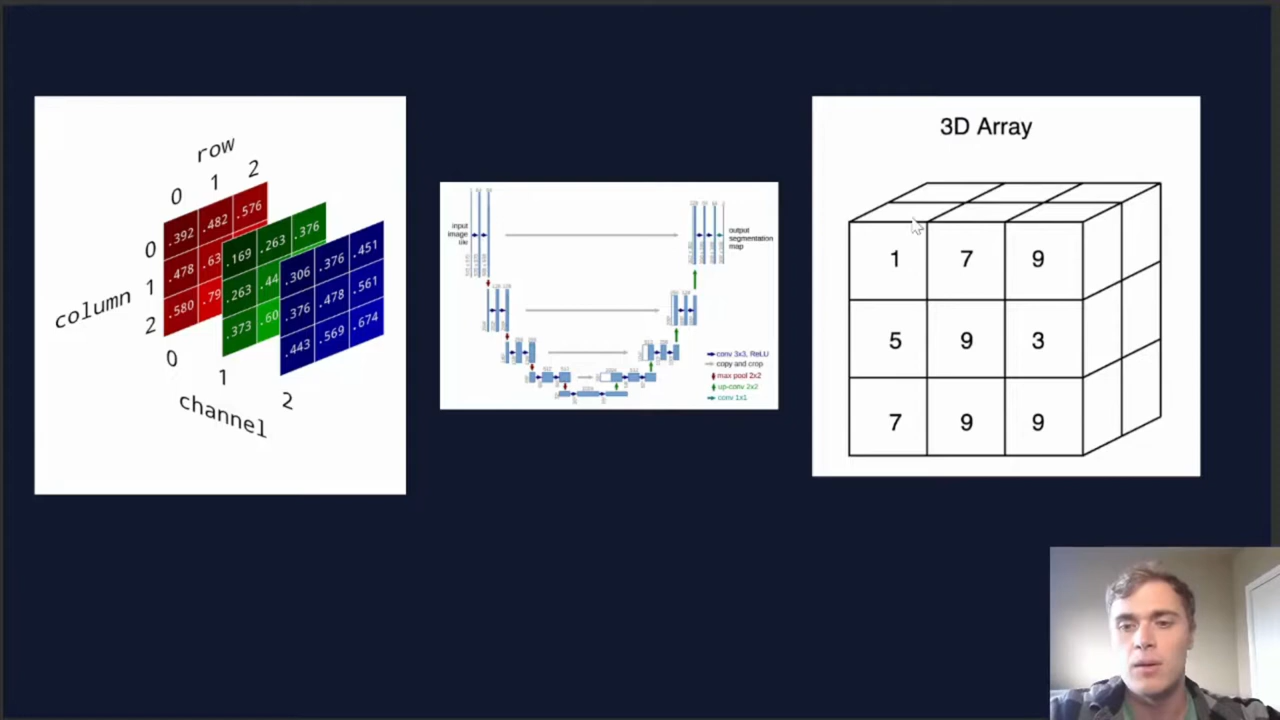 row
0 1 2
0 .392 .482 .576
1 .478 .63
2 .580 .79
column
.169 .263 .376
.263 .44
.373 .60
.306 .376 .451
.376 .478 .561
.443 .569 .674
0
1
2
channel
input
image
tile
output
segmentation
map
conv 3x3, ReLU
copy and crop
max pool 2x2
up-conv 2x2
conv 1x1
3D Array
1 7 9
5 9 3
7 9 9